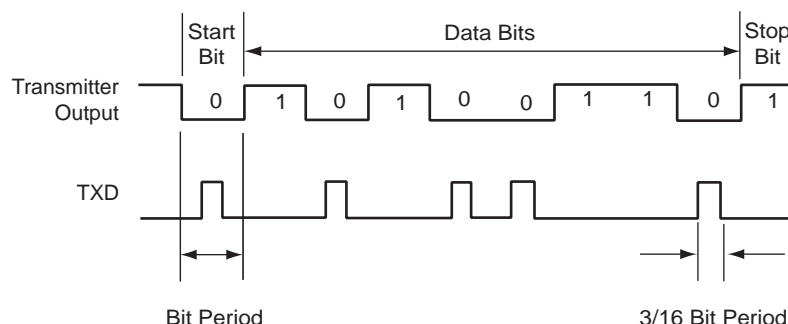 Start
Bit
Data Bits
Stop
Bit
Transmitter
Output
0 1 0 1 0 0 1 1 0 1
TXD
Bit Period
3/16 Bit Period